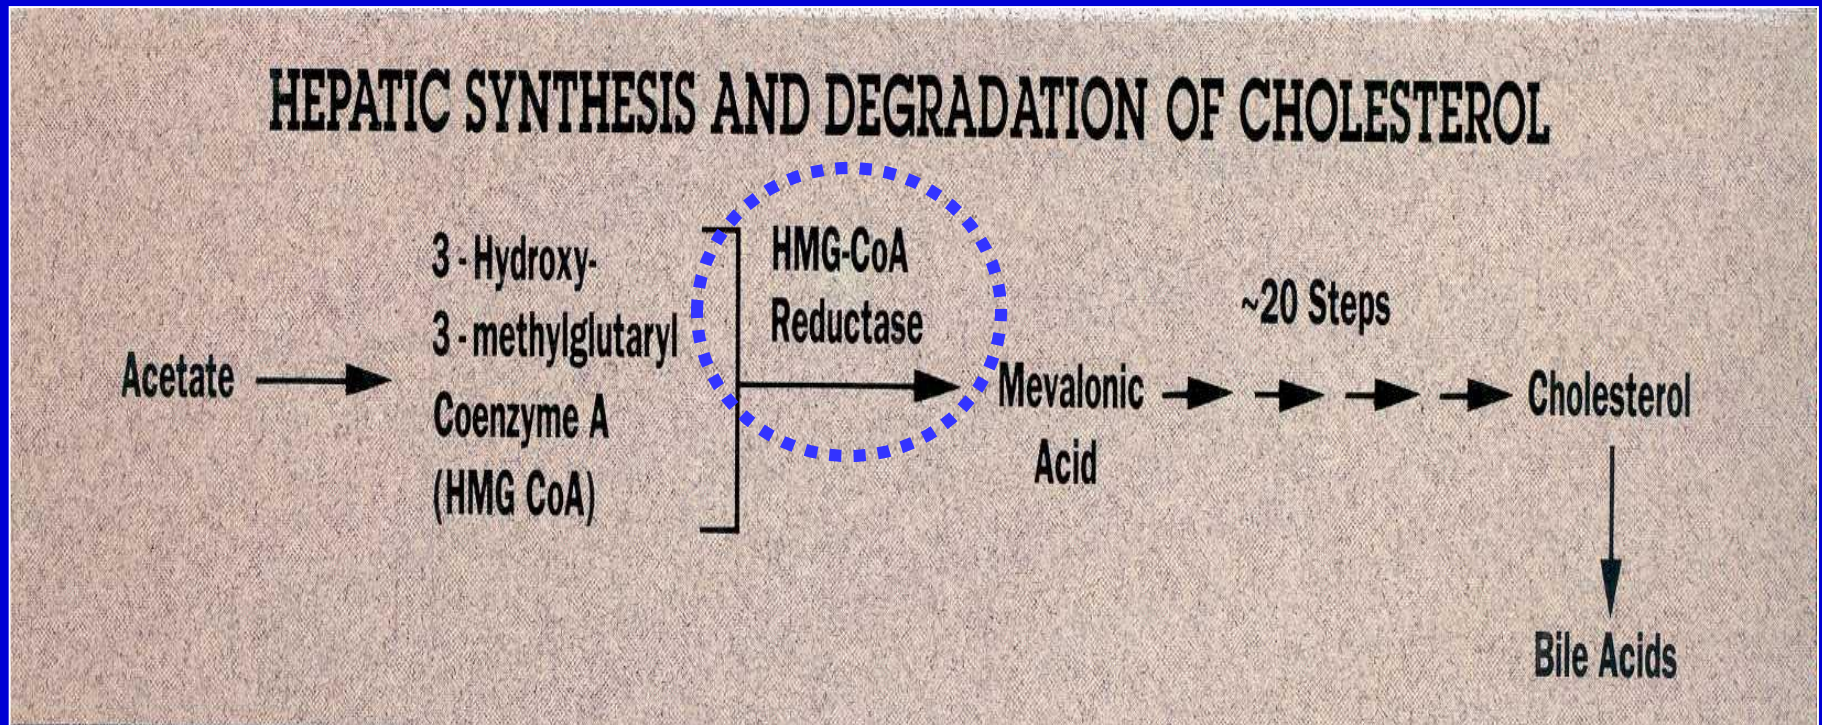 HEPATIC SYNTHESIS AND DEGRADATION OF CHOLESTEROL
Acetate
3-Hydroxy-
3-methylglutaryl
Coenzyme A
(HMG CoA)
HMG-CoA
Reductase
Mevalonic
Acid
~20 Steps
Cholesterol
Bile Acids